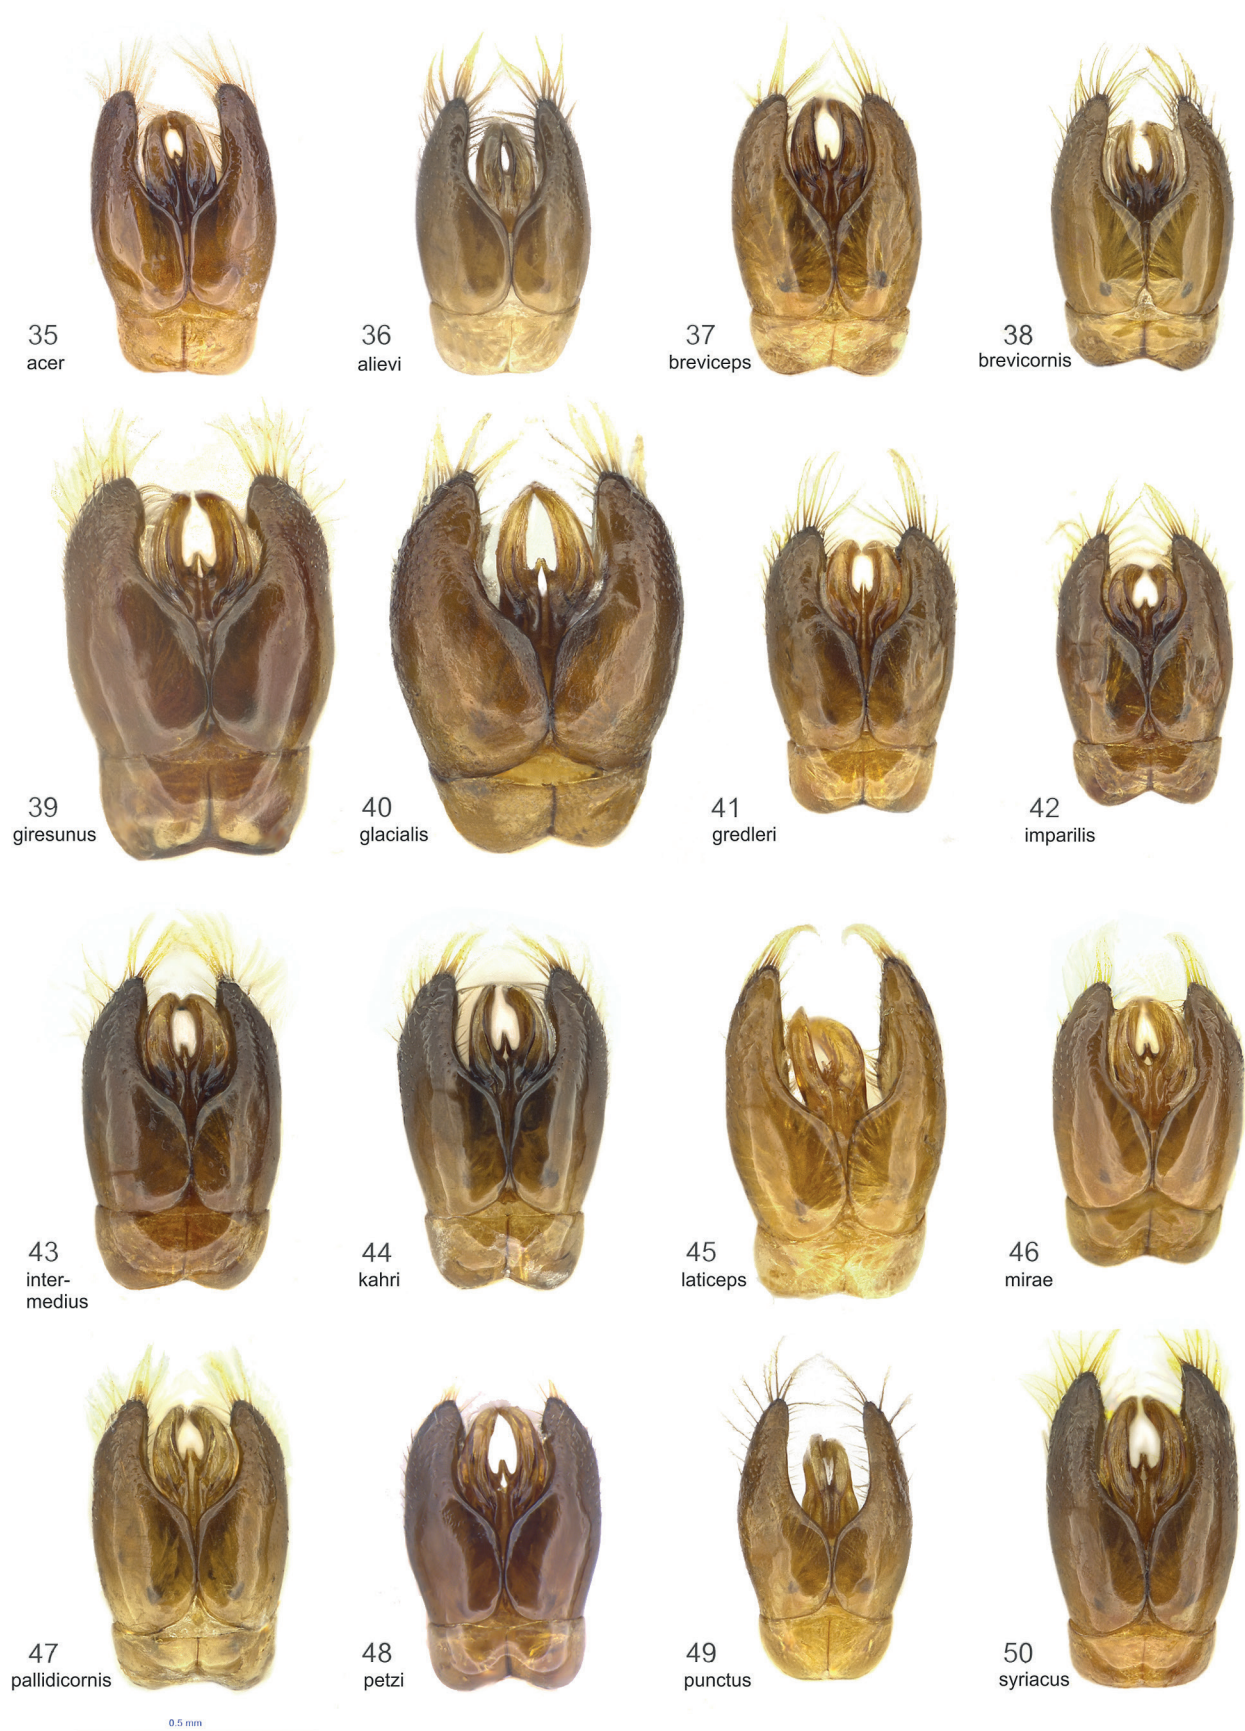 35
acer
36
alievi
37
breviceps
38
brevicornis
39
giresunus
40
glacialis
41
gredleri
42
imparilis
43
inter-
medius
44
kahri
45
laticeps
46
mirae
47
pallidicornis
48
petzi
49
punctus
50
syriacus
0.5 mm